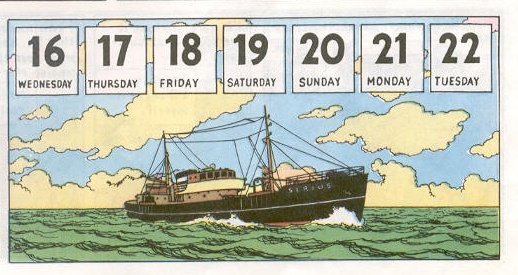 16 17 18 19 20 21 22
WEDNESDAY THURSDAY FRIDAY SATURDAY SUNDAY MONDAY TUESDAY
SIRIUS